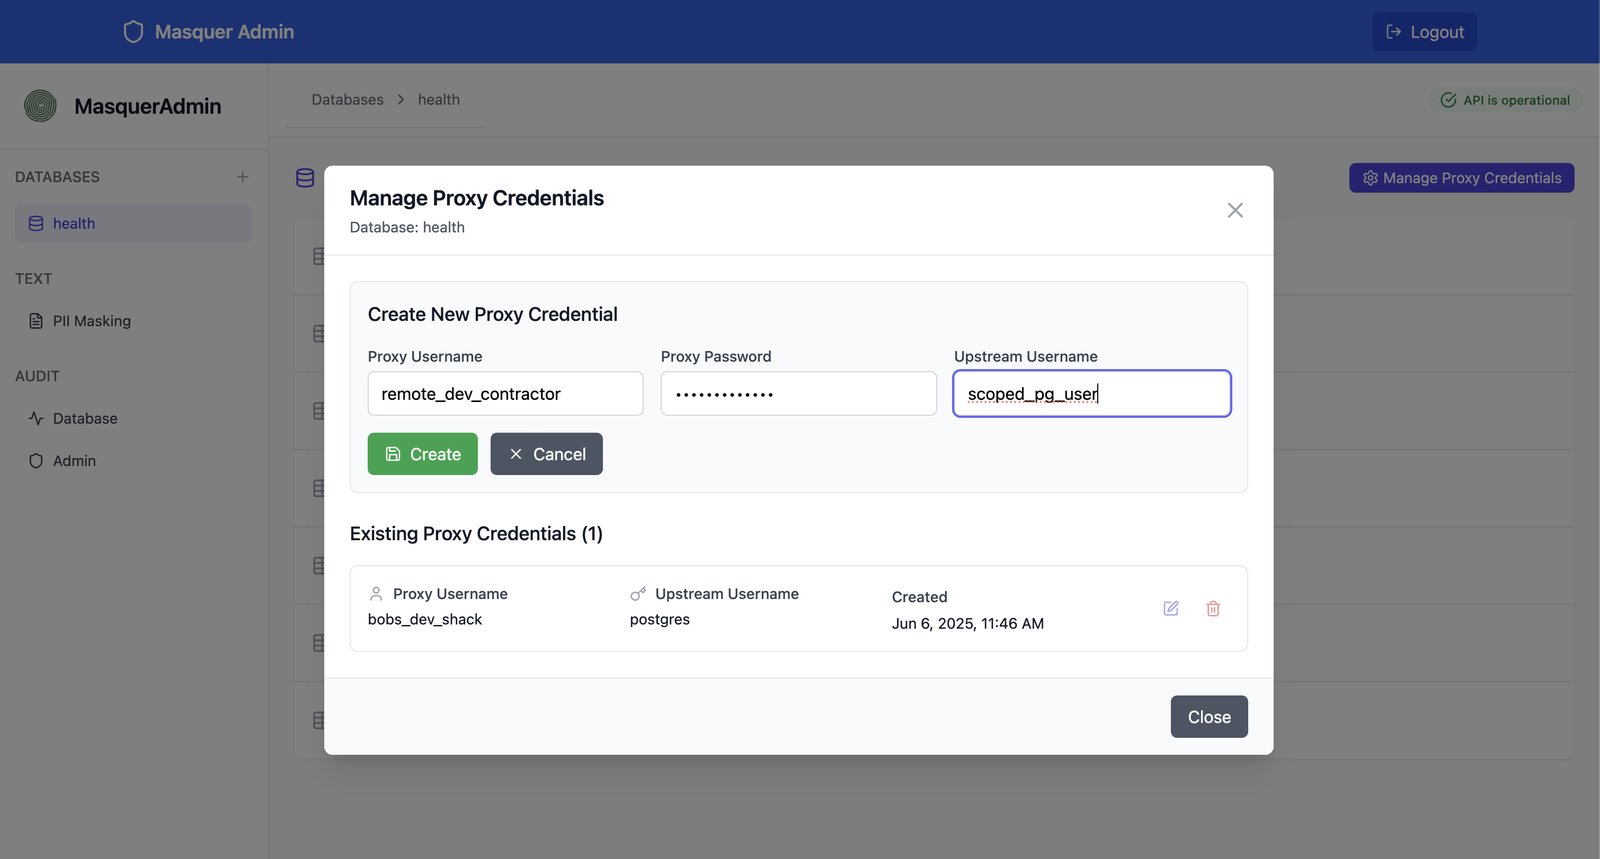 Masquer Admin
Logout
MasquerAdmin
Databases > health
API is operational
DATABASES +
health
Manage Proxy Credentials
TEXT
PII Masking
AUDIT
Database
Admin
Manage Proxy Credentials
Database: health
Create New Proxy Credential
Proxy Username Proxy Password Upstream Username
remote_dev_contractor ••••••••••••• scoped_pg_user
Create Cancel
Existing Proxy Credentials (1)
Proxy Username Upstream Username Created
bobs_dev_shack postgres Jun 6, 2025, 11:46 AM
Close